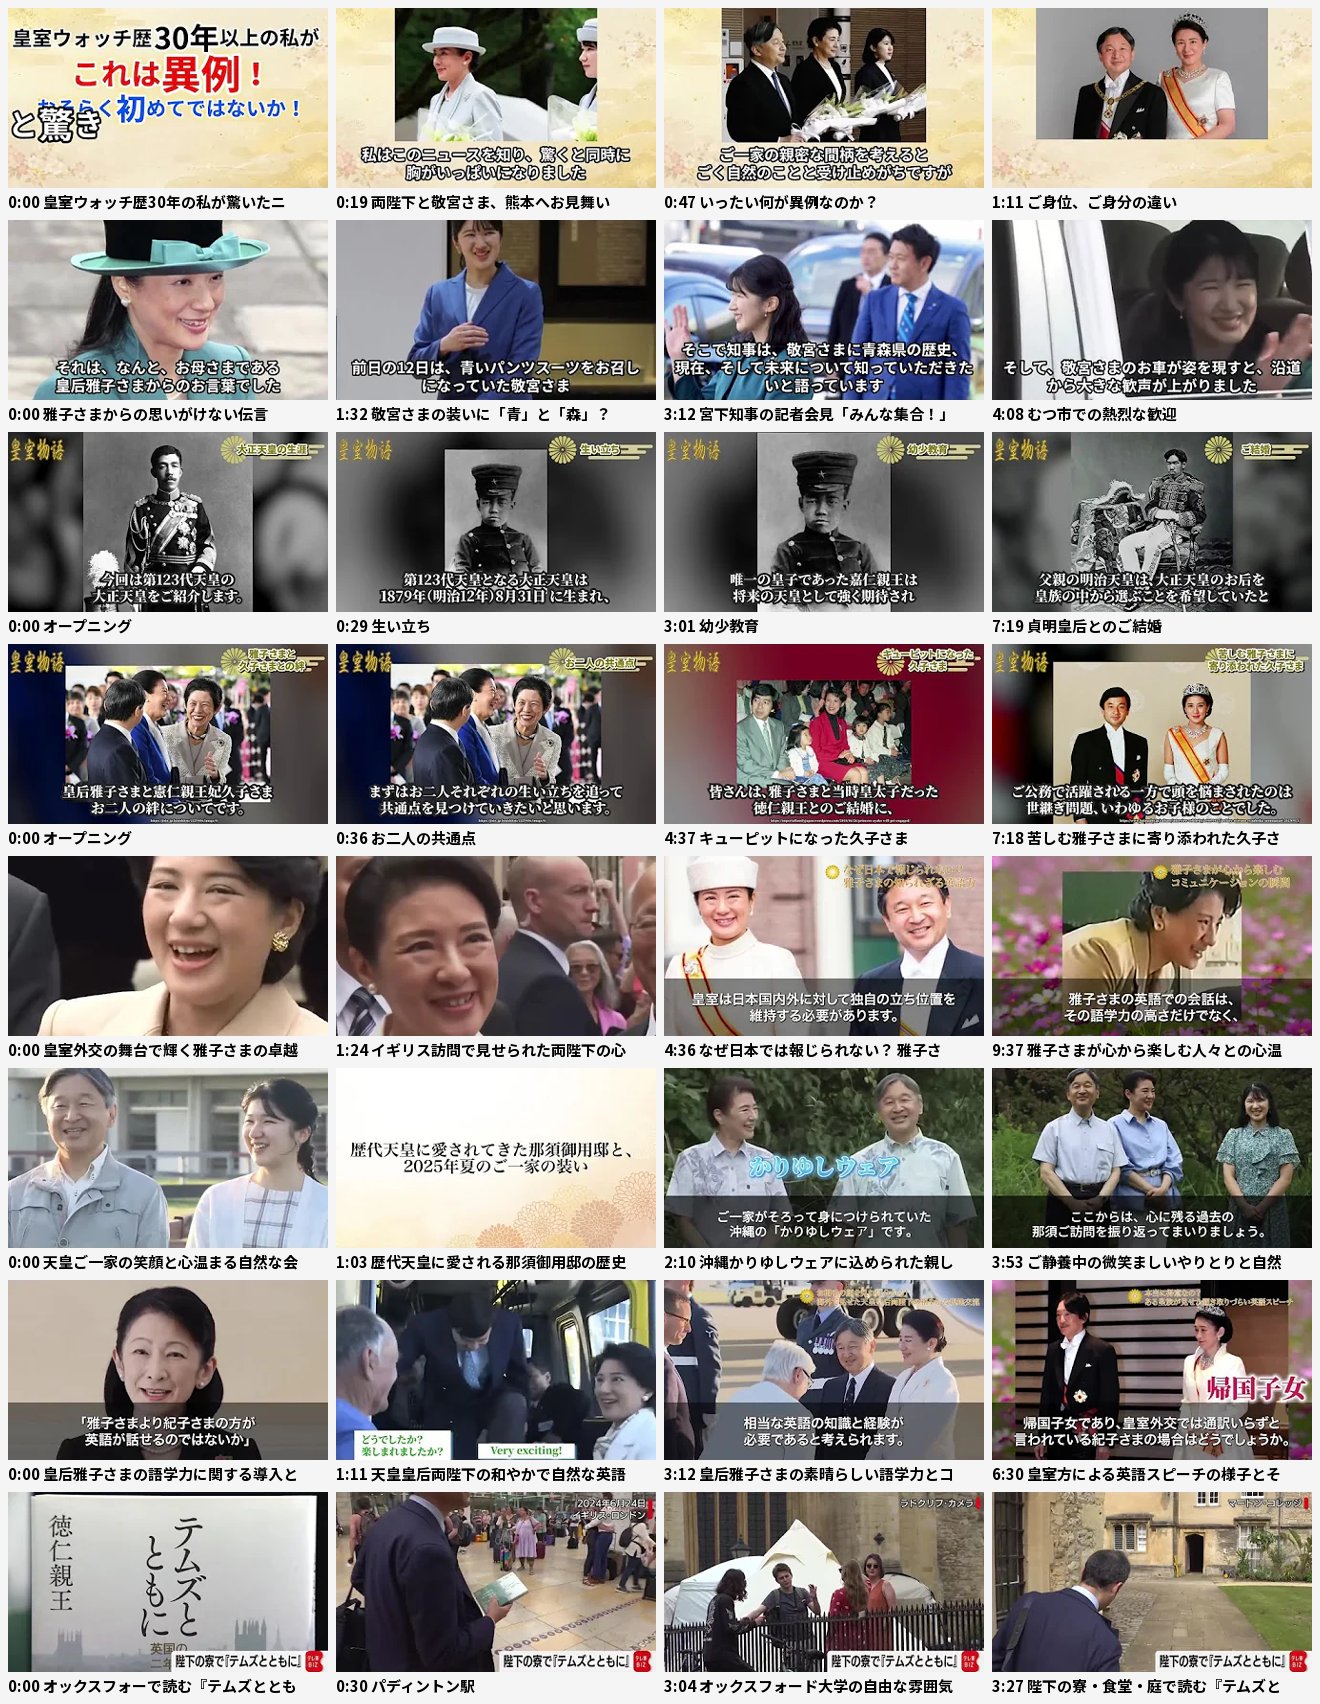 皇室ウォッチ歴30年以上の私が
これは異例！
おそらく初めてではないか！
と驚き
0:00 皇室ウォッチ歴30年の私が驚いたニ
私はこのニュースを知り、驚くと同時に
胸がいっぱいになりました
0:19 両陛下と敬宮さま、熊本へお見舞い
ご一家の親密な間柄を考えると
ごく自然のことと受け止めがちですが
0:47 いったい何が異例なのか？
1:11 ご身位、ご身分の違い
それは、なんと、お母さまである
皇后雅子さまからのお言葉でした
0:00 雅子さまからの思いがけない伝言
前日の12日は、青いパンツスーツをお召し
になっていた敬宮さま
1:32 敬宮さまの装いに「青」と「森」？
そこで知事は、敬宮さまに青森県の歴史、
現在、そして未来について知っていただきた
いと語っています
3:12 宮下知事の記者会見「みんな集合！」
そして、敬宮さまのお車が姿を現すと、沿道
から大きな歓声が上がりました
4:08 むつ市での熱烈な歓迎
皇室物語
大正天皇の生涯
今回は第123代天皇の
大正天皇をご紹介します。
0:00 オープニング
皇室物語
生い立ち
第123代天皇となる大正天皇は
1879年(明治12年)8月31日 に生まれ、
0:29 生い立ち
皇室物語
幼少教育
唯一の皇子であった嘉仁親王は
将来の天皇として強く期待され
3:01 幼少教育
皇室物語
ご結婚
父親の明治天皇は、大正天皇のお后を
皇族の中から選ぶことを希望していたと
7:19 貞明皇后とのご結婚
皇室物語
雅子さまと
久子さまとの絆
皇后雅子さまと憲仁親王妃久子さま
お二人の絆についてです。
0:00 オープニング
皇室物語
お二人の共通点
まずはお二人それぞれの生い立ちを追って
共通点を見つけていきたいと思います。
0:36 お二人の共通点
皇室物語
キューピットになった
久子さま
皆さんは、雅子さまと当時皇太子だった
徳仁親王とのご結婚に、
4:37 キューピットになった久子さま
皇室物語
苦しむ雅子さまに
寄り添われた久子さま
ご公務で活躍される一方で頭を悩まされたのは
世継ぎ問題、いわゆるお子様のことでした。
7:18 苦しむ雅子さまに寄り添われた久子さ
0:00 皇室外交の舞台で輝く雅子さまの卓越
1:24 イギリス訪問で見せられた両陛下の心
なぜ日本で報じられない？
雅子さまの知られざる英語力
皇室は日本国内外に対して独自の立ち位置を
維持する必要があります。
4:36 なぜ日本では報じられない？ 雅子さ
雅子さまが心から楽しむ
コミュニケーションの瞬間
雅子さまの英語での会話は、
その語学力の高さだけでなく、
9:37 雅子さまが心から楽しむ人々との心温
0:00 天皇ご一家の笑顔と心温まる自然な会
歴代天皇に愛されてきた那須御用邸と、
2025年夏のご一家の装い
1:03 歴代天皇に愛される那須御用邸の歴史
かりゆしウェア
ご一家がそろって身につけられていた
沖縄の「かりゆしウェア」です。
2:10 沖縄かりゆしウェアに込められた親し
ここからは、心に残る過去の
那須ご訪問を振り返ってまいりましょう。
3:53 ご静養中の微笑ましいやりとりと自然
「雅子さまより紀子さまの方が
英語が話せるのではないか」
0:00 皇后雅子さまの語学力に関する導入と
どうでしたか？
楽しまれましたか？
Very exciting!
1:11 天皇皇后両陛下の和やかで自然な英語
相当な英語の知識と経験が
必要であると考えられます。
3:12 皇后雅子さまの素晴らしい語学力とコ
帰国子女
帰国子女であり、皇室外交では通訳いらずと
言われている紀子さまの場合はどうでしょうか。
6:30 皇室方による英語スピーチの様子とそ
徳仁親王
テムズと
ともに
英国の
陛下の寮で『テムズとともに』
テレ東
BIZ
0:00 オックスフォーで読む『テムズととも
2024年6月24日
イギリス・ロンドン
陛下の寮で『テムズとともに』
テレ東
BIZ
0:30 パディントン駅
ラドクリフ・カメラ
陛下の寮で『テムズとともに』
テレ東
BIZ
3:04 オックスフォード大学の自由な雰囲気
マートン・コレッジ
陛下の寮で『テムズとともに』
テレ東
BIZ
3:27 陛下の寮・食堂・庭で読む『テムズと